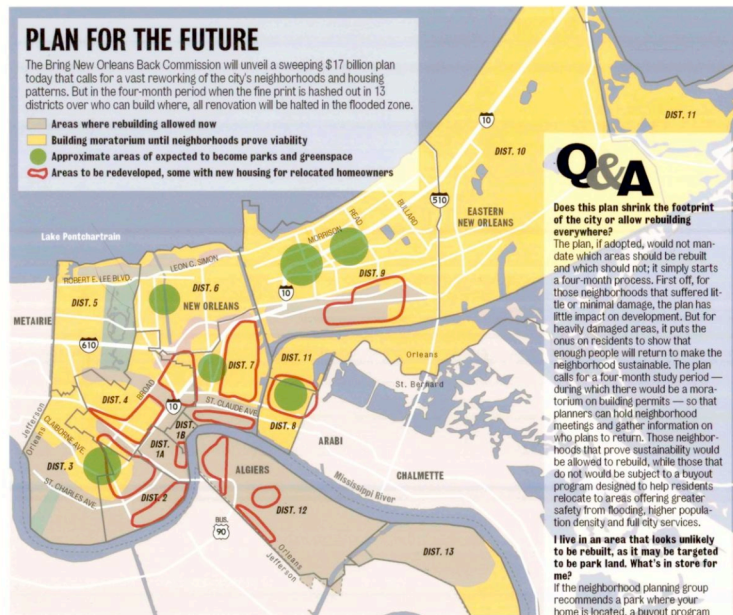 PLAN FOR THE FUTURE
The Bring New Orleans Back Commission will unveil a sweeping $17 billion plan
today that calls for a vast reworking of the city's neighborhoods and housing
patterns. But in the four-month period when the fine print is hashed out in 13
districts over who can build where, all renovation will be halted in the flooded zone.
Areas where rebuilding allowed now
Building moratorium until neighborhoods prove viability
Approximate areas of expected to become parks and greenspace
Areas to be redeveloped, some with new housing for relocated homeowners
DIST. 11
10
DIST. 10
510
EASTERN
NEW ORLEANS
Lake Pontchartrain
MORRISON
READ
BULLARD
LEON C. SIMON
ROBERT E. LEE BLVD.
DIST. 6
DIST. 9
10
DIST. 5
NEW ORLEANS
METAIRIE
610
DIST. 7
DIST. 11
Orleans
St. Bernard
DIST. 4
BROAD
10
ST. CLAUDE AVE.
DIST. 8
Jefferson
Orleans
CLAIBORNE AVE.
DIST.
1B
DIST.
1A
ARABI
DIST. 3
ALGIERS
CHALMETTE
Mississippi River
ST. CHARLES AVE.
DIST. 2
DIST. 12
BUS.
90
Orleans
Jefferson
DIST. 13
Q&A
Does this plan shrink the footprint
of the city or allow rebuilding
everywhere?
The plan, if adopted, would not man-
date which areas should be rebuilt
and which should not; it simply starts
a four-month process. First off, for
those neighborhoods that suffered lit-
tle or minimal damage, the plan has
little impact on development. But for
heavily damaged areas, it puts the
onus on residents to show that
enough people will return to make the
neighborhood sustainable. The plan
calls for a four-month study period —
during which there would be a mora-
torium on building permits — so that
planners can hold neighborhood
meetings and gather information on
who plans to return. Those neighbor-
hoods that prove sustainability would
be allowed to rebuild, while those that
do not would be subject to a buyout
program designed to help residents
relocate to areas offering greater
safety from flooding, higher popula-
tion density and full city services.
I live in an area that looks unlikely
to be rebuilt, as it may be targeted
to be park land. What's in store for
me?
If the neighborhood planning group
recommends a park where your
home is located, a buyout program